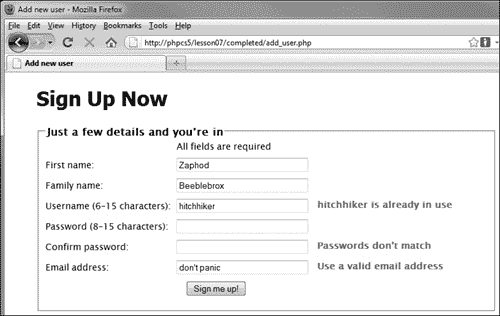 Add new user - Mozilla Firefox
File Edit View History Bookmarks Tools Help
http://phpcs5/lesson07/completed/add_user.php
Add new user
Sign Up Now
Just a few details and you're in
All fields are required
First name: Zaphod
Family name: Beeblebrox
Username (6-15 characters): hitchhiker hitchhiker is already in use
Password (8-15 characters):
Confirm password: Passwords don't match
Email address: don't panic Use a valid email address
Sign me up!